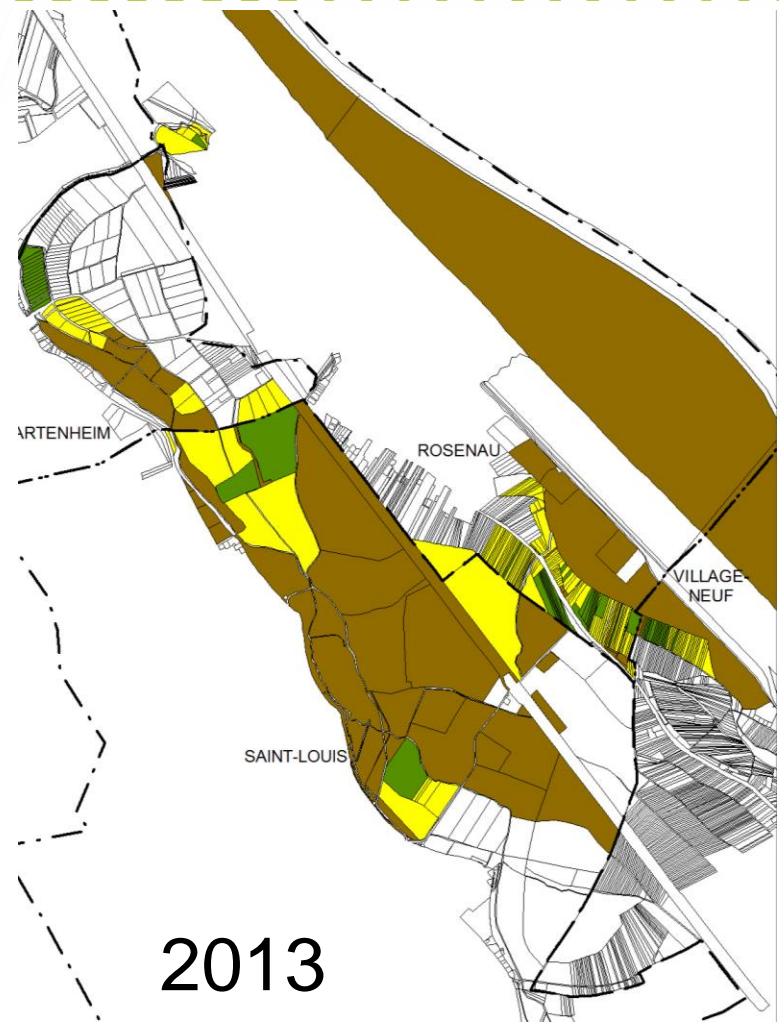 ARTENHEIM
ROSENAU
VILLAGE-
NEUF
SAINT-LOUIS
2013